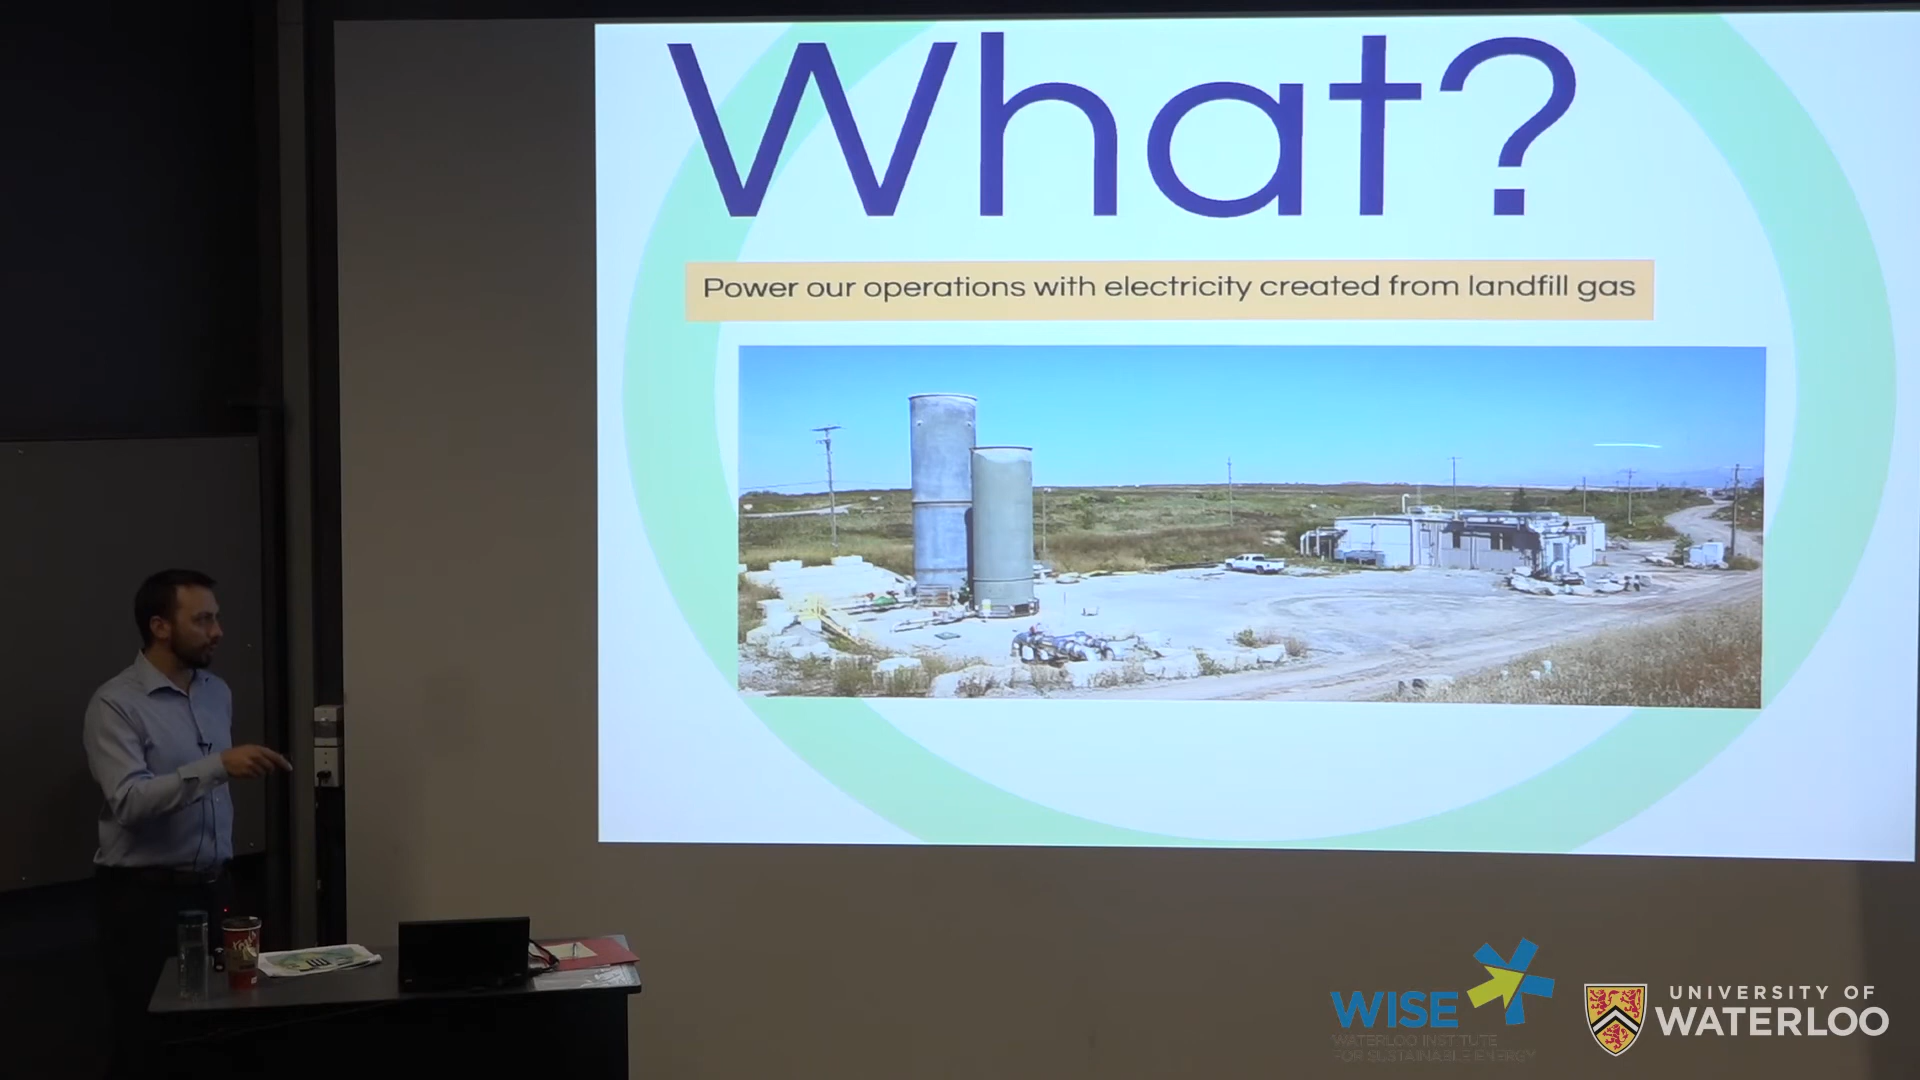 What?
Power our operations with electricity created from landfill gas
WISE
WATERLOO INSTITUTE
FOR SUSTAINABLE ENERGY
UNIVERSITY OF
WATERLOO